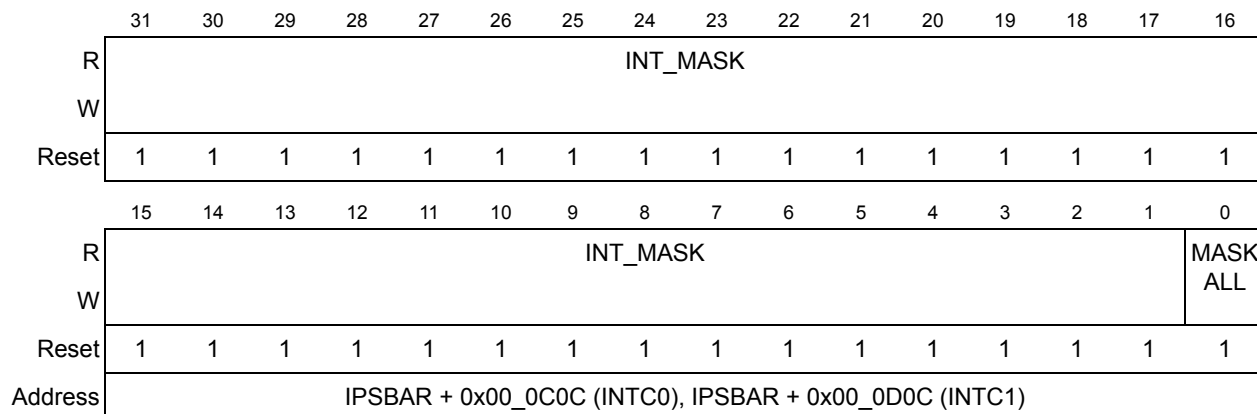 31 30 29 28 27 26 25 24 23 22 21 20 19 18 17 16
R INT_MASK
W
Reset 1 1 1 1 1 1 1 1 1 1 1 1 1 1 1 1
15 14 13 12 11 10 9 8 7 6 5 4 3 2 1 0
R INT_MASK MASK
W ALL
Reset 1 1 1 1 1 1 1 1 1 1 1 1 1 1 1 1
Address IPSBAR + 0x00_0C0C (INTC0), IPSBAR + 0x00_0D0C (INTC1)